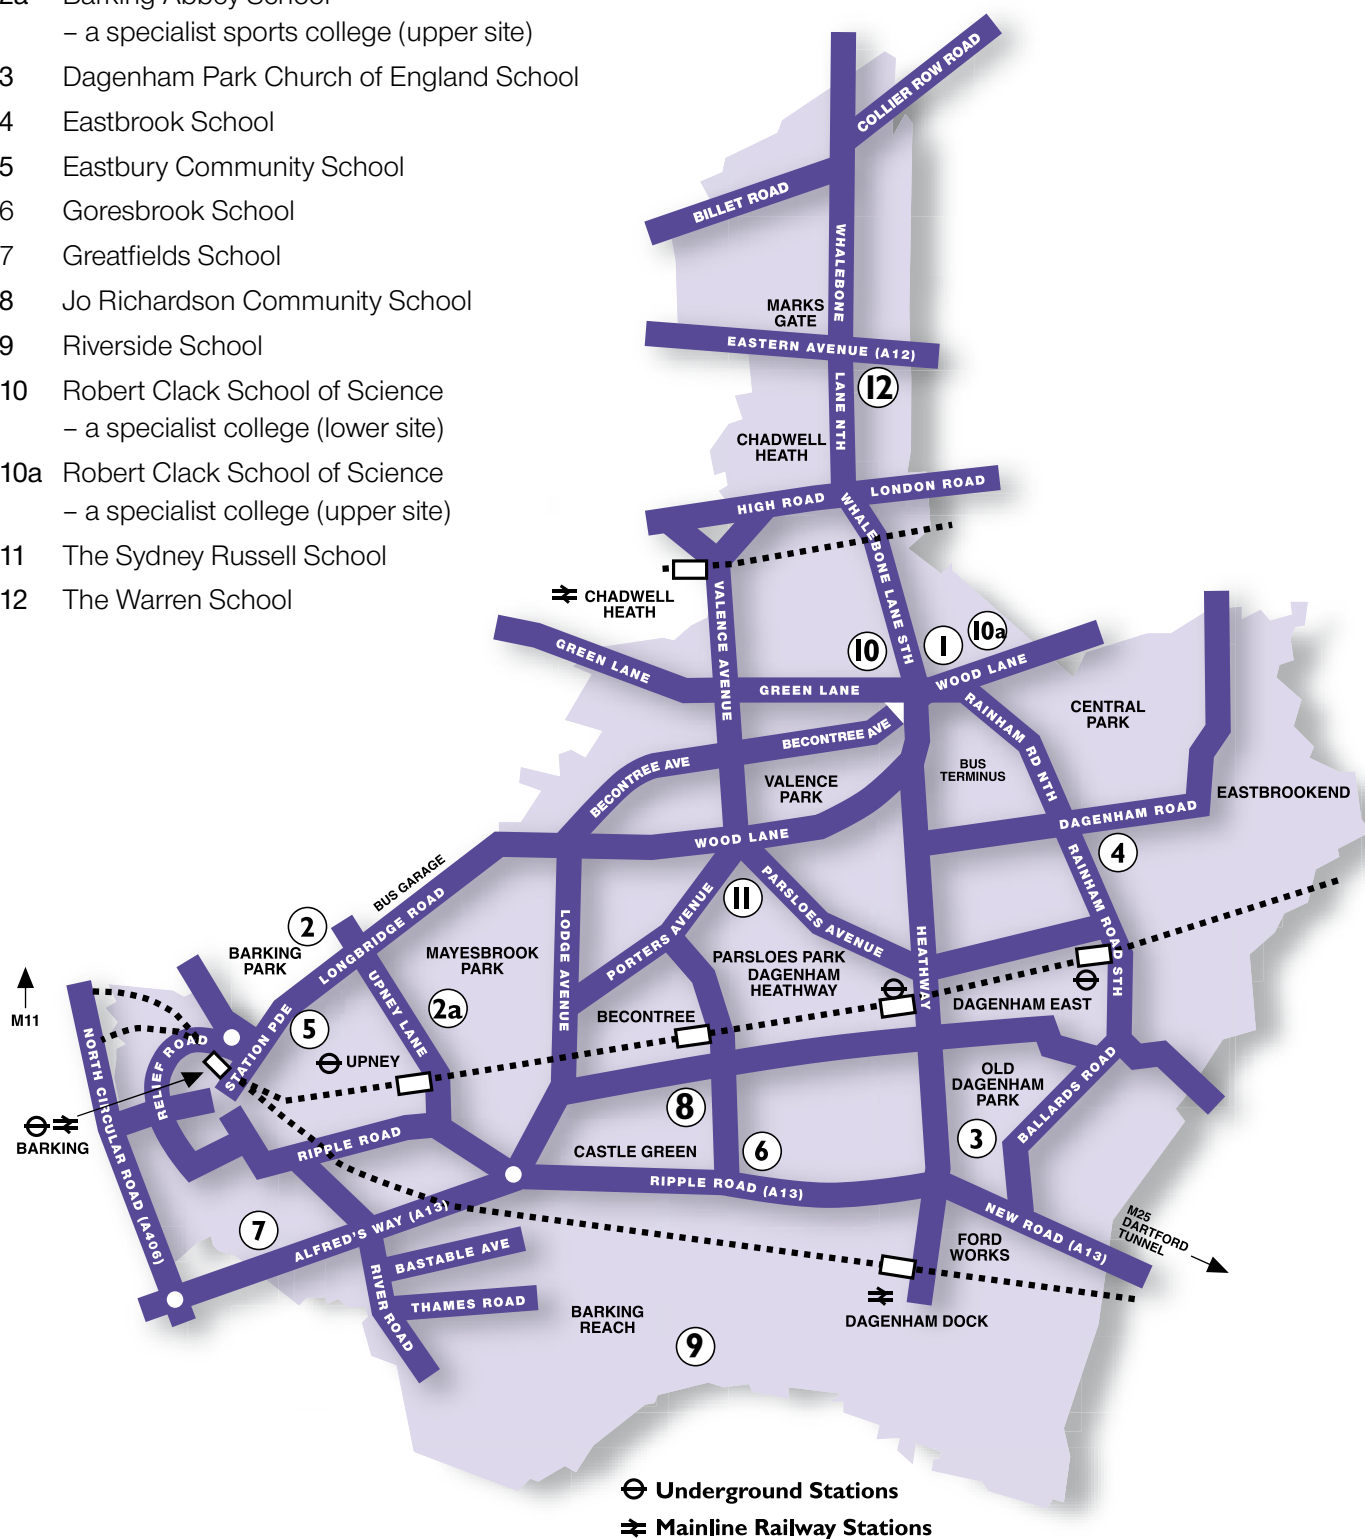 2a Barking Abbey School
– a specialist sports college (upper site)
3 Dagenham Park Church of England School
4 Eastbrook School
5 Eastbury Community School
6 Goresbrook School
7 Greatfields School
8 Jo Richardson Community School
9 Riverside School
10 Robert Clack School of Science
– a specialist college (lower site)
10a Robert Clack School of Science
– a specialist college (upper site)
11 The Sydney Russell School
12 The Warren School
COLLIER ROW ROAD
BILLET ROAD
WHALEBONE
LANE NTH
MARKS
GATE
EASTERN AVENUE (A12)
12
CHADWELL
HEATH
HIGH ROAD
LONDON ROAD
WHALEBONE LANE STH
CHADWELL
HEATH
VALENCE AVENUE
GREEN LANE
GREEN LANE
10
1
10a
WOOD LANE
RAINHAM RD NTH
CENTRAL
PARK
BECONTREE AVE
BECONTREE AVE
VALENCE
PARK
BUS
TERMINUS
EASTBROOKEND
DAGENHAM ROAD
WOOD LANE
4
RAINHAM ROAD STH
BUS GARAGE
LONGBRIDGE ROAD
11
PARSLOES AVENUE
PORTERS AVENUE
LODGE AVENUE
HEATHWAY
2
BARKING
PARK
MAYESBROOK
PARK
UPNEY LANE
2a
PARSLOES PARK
DAGENHAM
HEATHWAY
DAGENHAM EAST
BECONTREE
M11
NORTH CIRCULAR ROAD (A406)
RELIEF ROAD
STATION PDE
5
UPNEY
BARKING
OLD
DAGENHAM
PARK
BALLARDS ROAD
8
3
6
CASTLE GREEN
RIPPLE ROAD
RIPPLE ROAD (A13)
7
ALFRED'S WAY (A13)
NEW ROAD (A13)
M25
DARTFORD
TUNNEL
FORD
WORKS
BASTABLE AVE
RIVER ROAD
THAMES ROAD
BARKING
REACH
9
DAGENHAM DOCK
Underground Stations
Mainline Railway Stations